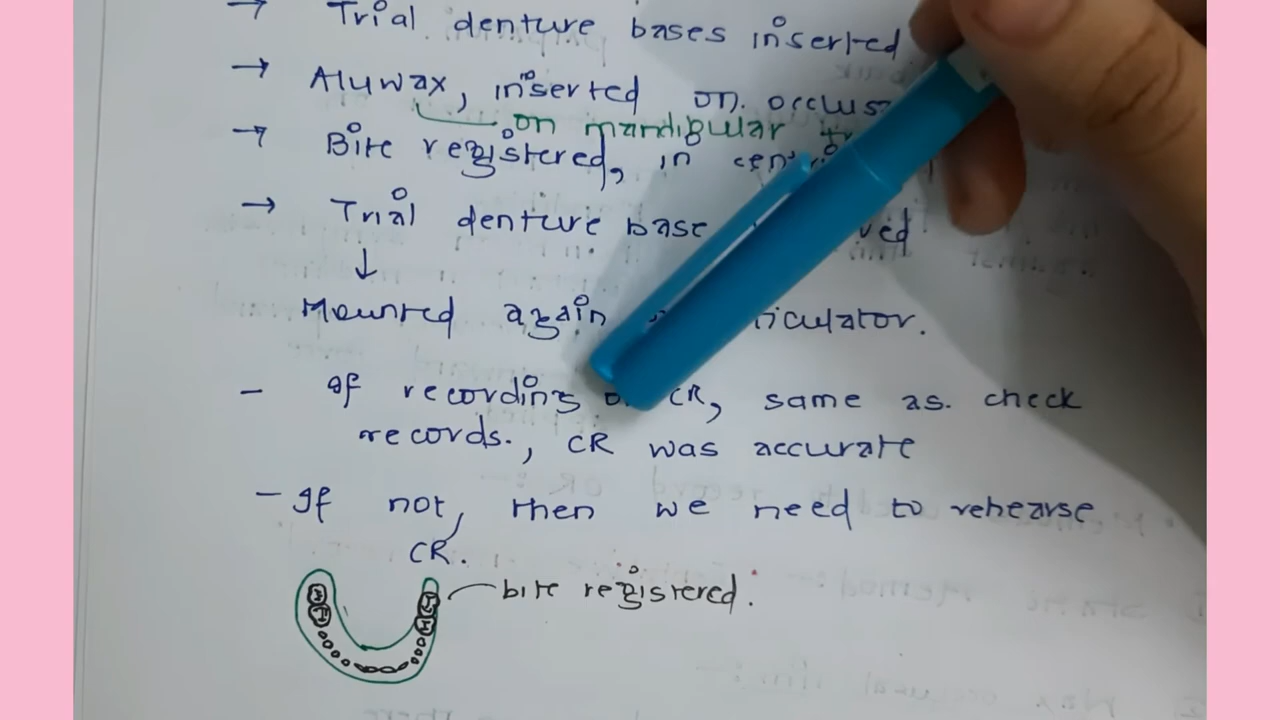 → Trial denture bases inserted
→ Aluwax, inserted on. occlus
on mandibular
→ Bite registered, in cent
→ Trial denture base
↓
Mounted again
- If recording CR, same as. check
records., CR was accurate
- If not, then we need to rehearse
CR.
bite registered.